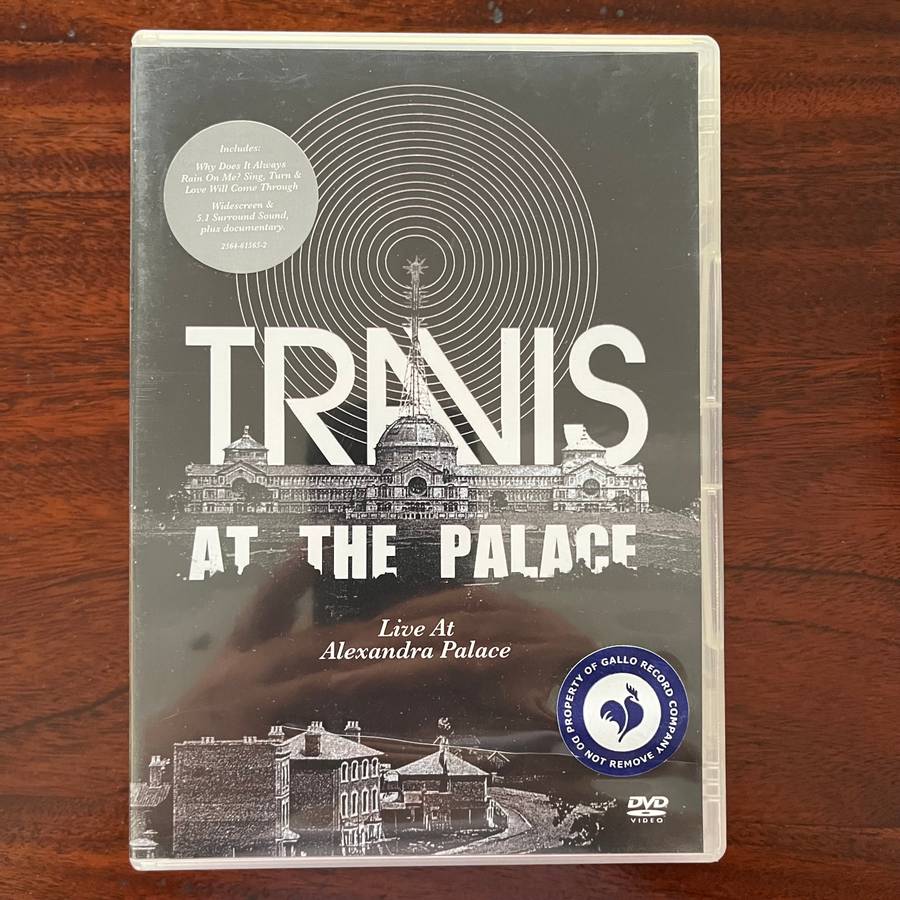 Includes:
Why Does It Always
Rain On Me? Sing, Turn &
Love Will Come Through
Widescreen &
5.1 Surround Sound,
plus documentary.
2564-61565-2
TRAVIS
AT THE PALACE
Live At
Alexandra Palace
PROPERTY OF GALLO RECORD COMPANY
DO NOT REMOVE
DVD
VIDEO